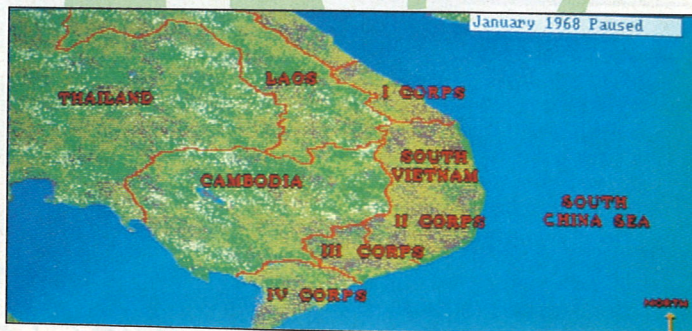 January 1968 Paused
LAOS
THAILAND
I CORPS
SOUTH
VIETNAM
CAMBODIA
SOUTH
CHINA SEA
II CORPS
III CORPS
IV CORPS
NORTH